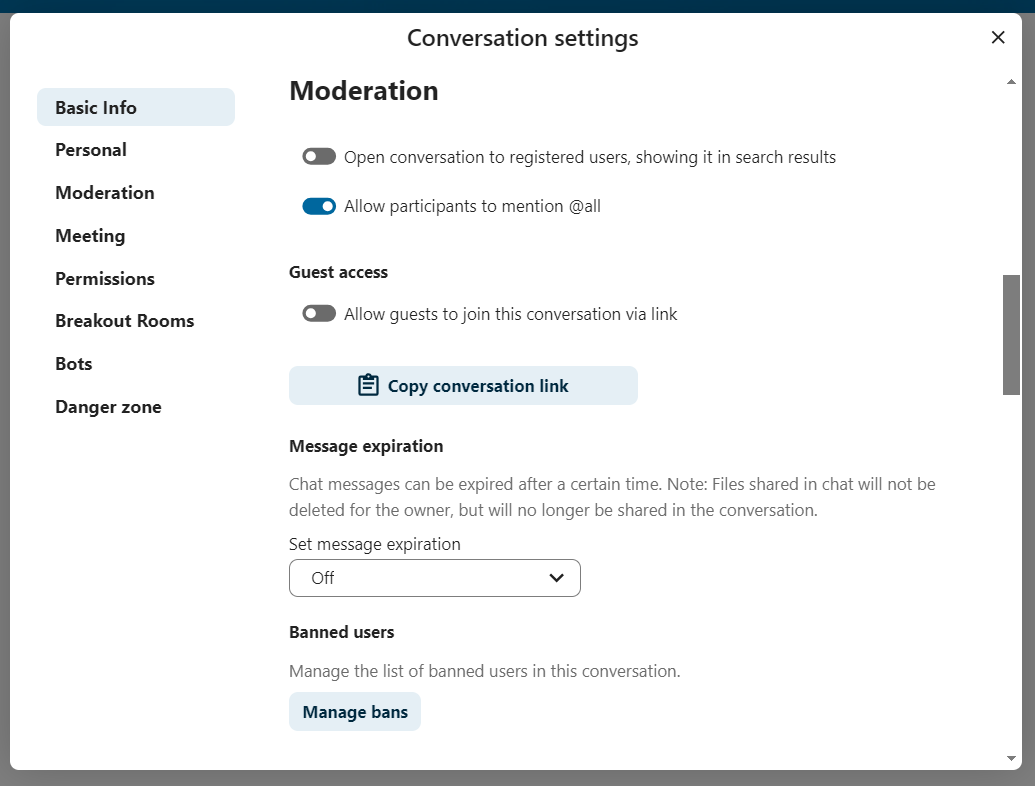 Conversation settings
Basic Info
Personal
Moderation
Meeting
Permissions
Breakout Rooms
Bots
Danger zone
Moderation
Open conversation to registered users, showing it in search results
Allow participants to mention @all
Guest access
Allow guests to join this conversation via link
Copy conversation link
Message expiration
Chat messages can be expired after a certain time. Note: Files shared in chat will not be
deleted for the owner, but will no longer be shared in the conversation.
Set message expiration
Off
Banned users
Manage the list of banned users in this conversation.
Manage bans